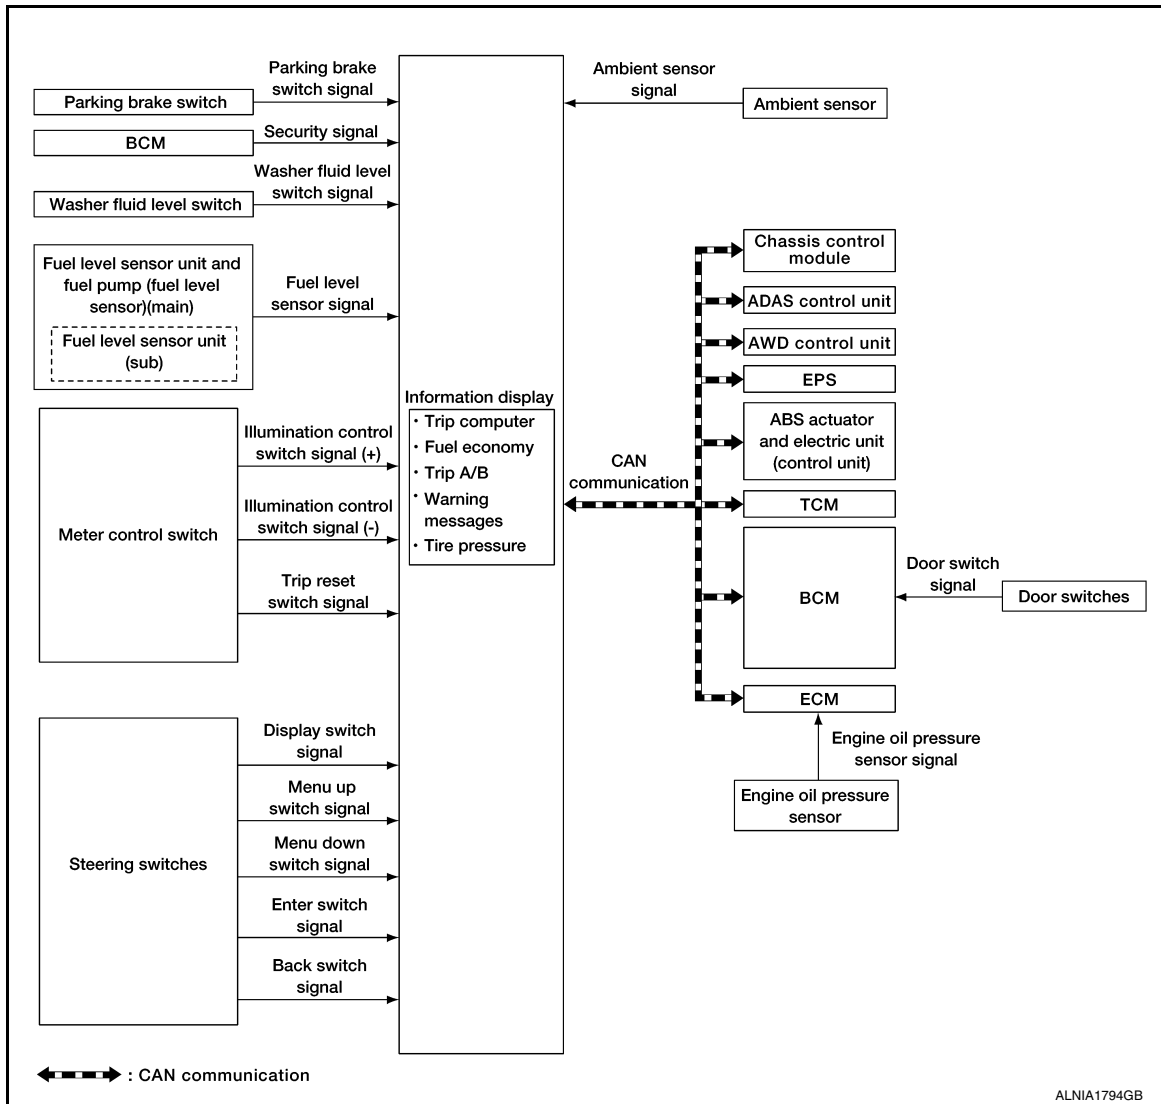 Parking brake
switch signal
Parking brake switch
Security signal
BCM
Washer fluid level
switch signal
Washer fluid level switch
Fuel level sensor unit and
fuel pump (fuel level
sensor)(main)
Fuel level sensor unit
(sub)
Fuel level
sensor signal
Meter control switch
Illumination control
switch signal (+)
Illumination control
switch signal (-)
Trip reset
switch signal
Steering switches
Display switch
signal
Menu up
switch signal
Menu down
switch signal
Enter switch
signal
Back switch
signal
Information display
· Trip computer
· Fuel economy
· Trip A/B
· Warning
messages
· Tire pressure
Ambient sensor
signal
Ambient sensor
CAN
communication
Chassis control
module
ADAS control unit
AWD control unit
EPS
ABS actuator
and electric unit
(control unit)
TCM
BCM
Door switch
signal
Door switches
ECM
Engine oil pressure
sensor signal
Engine oil pressure
sensor
: CAN communication
ALNIA1794GB